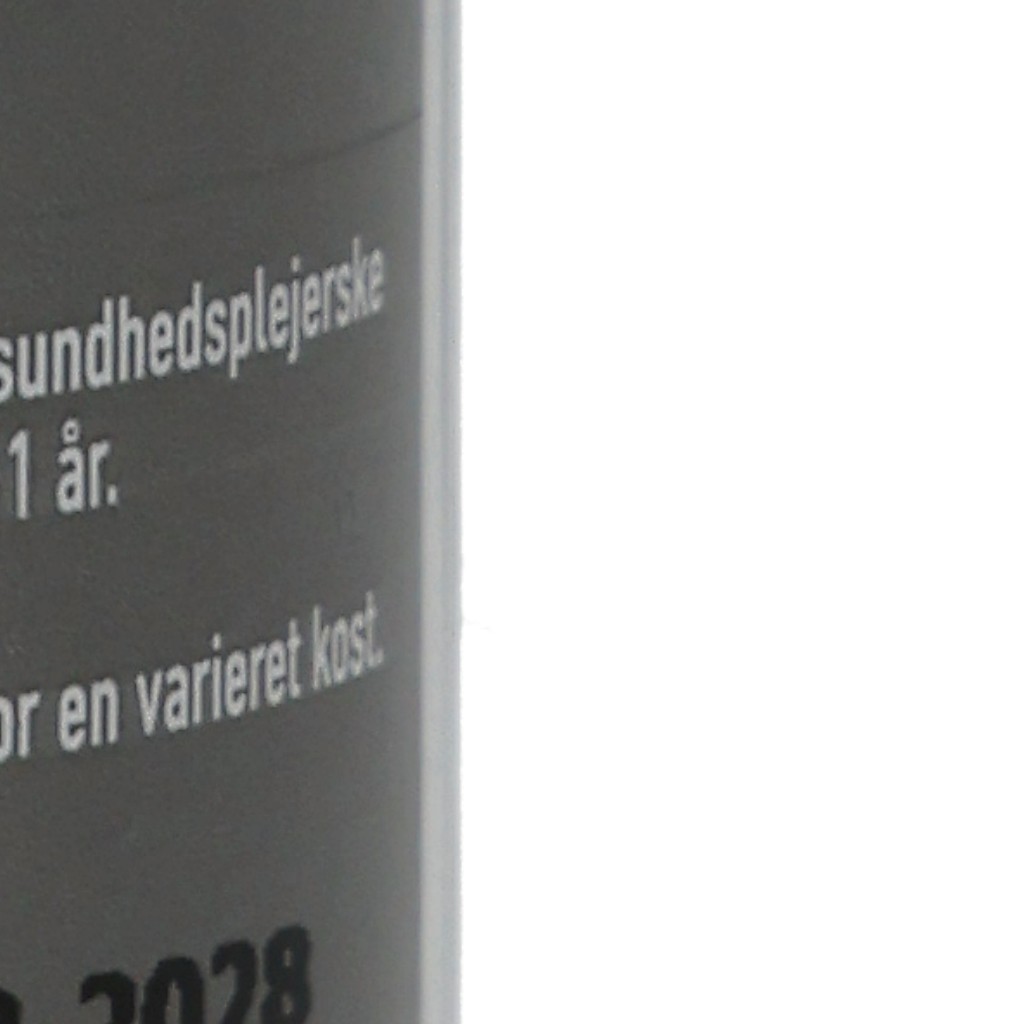 sundhedsplejerske
1 år.
or en varieret kost.
2028